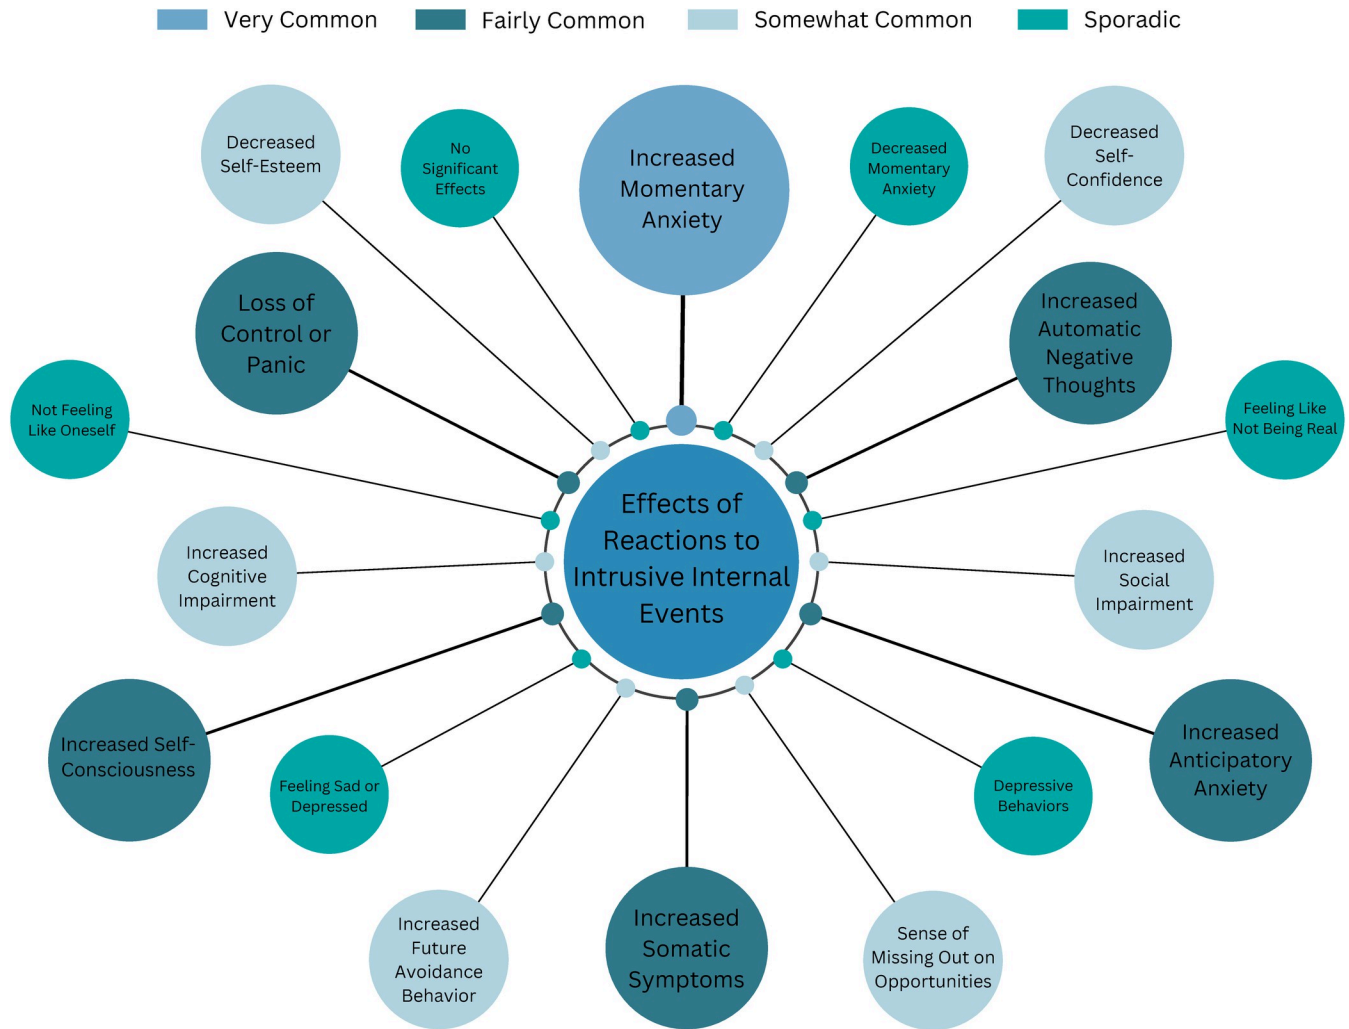 Very Common
Fairly Common
Somewhat Common
Sporadic
Decreased
Self-Esteem
No
Significant
Effects
Increased
Momentary
Anxiety
Decreased
Momentary
Anxiety
Decreased
Self-
Confidence
Loss of
Control or
Panic
Increased
Automatic
Negative
Thoughts
Not Feeling
Like Oneself
Feeling Like
Not Being Real
Effects of
Reactions to
Intrusive Internal
Events
Increased
Cognitive
Impairment
Increased
Social
Impairment
Increased Self-
Consciousness
Feeling Sad or
Depressed
Depressive
Behaviors
Increased
Anticipatory
Anxiety
Increased
Future
Avoidance
Behavior
Increased
Somatic
Symptoms
Sense of
Missing Out on
Opportunities